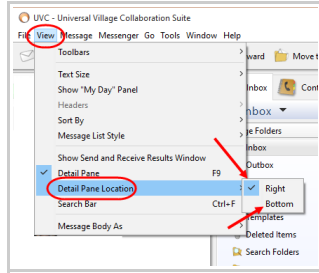 UVC - Universal Village Collaboration Suite
File View Message Messenger Go Tools Window Help
Toolbars
ward Move t
Text Size
Show "My Day" Panel
Inbox Cont
Headers
nbox
Sort By
Message List Style
ge Folders
Inbox
Show Send and Receive Results Window
Outbox
Detail Pane F9
Detail Pane Location
Right
Search Bar Ctrl+F
Bottom
Templates
Message Body As
Deleted Items
Search Folders